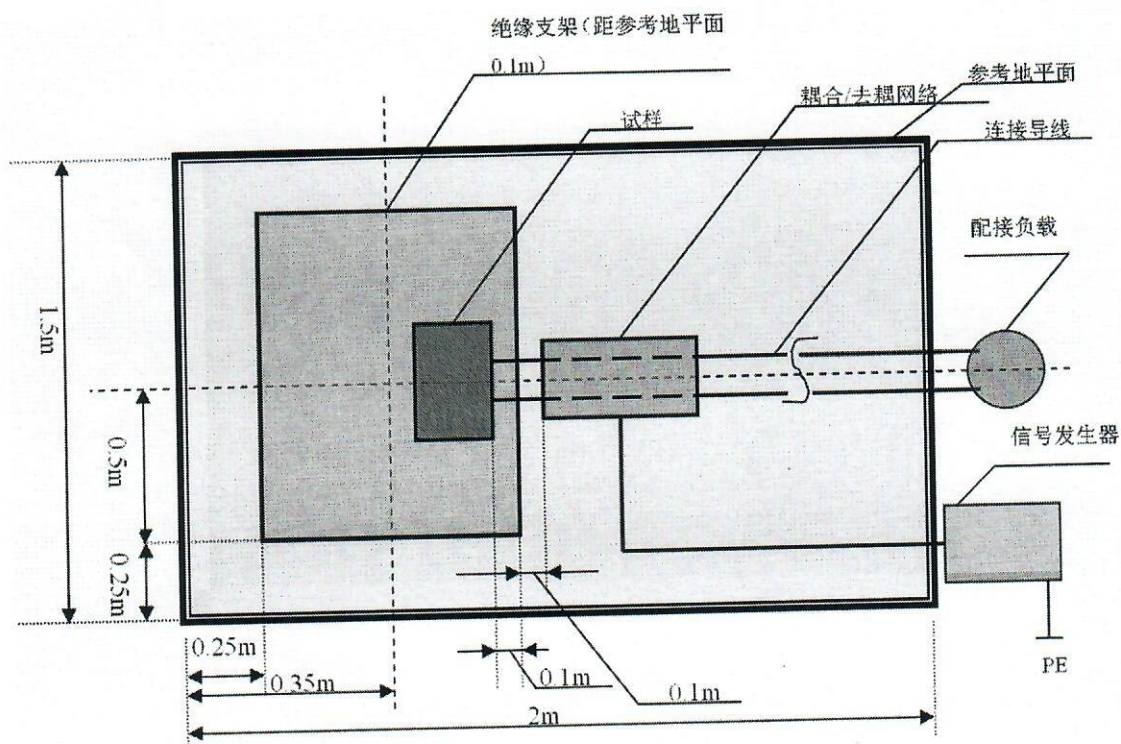 绝缘支架（距参考地平面
0.1m）
参考地平面
耦合/去耦网络
试样
连接导线
配接负载
1.5m
0.5m
信号发生器
0.25m
0.25m
0.35m
0.1m
0.1m
PE
2m